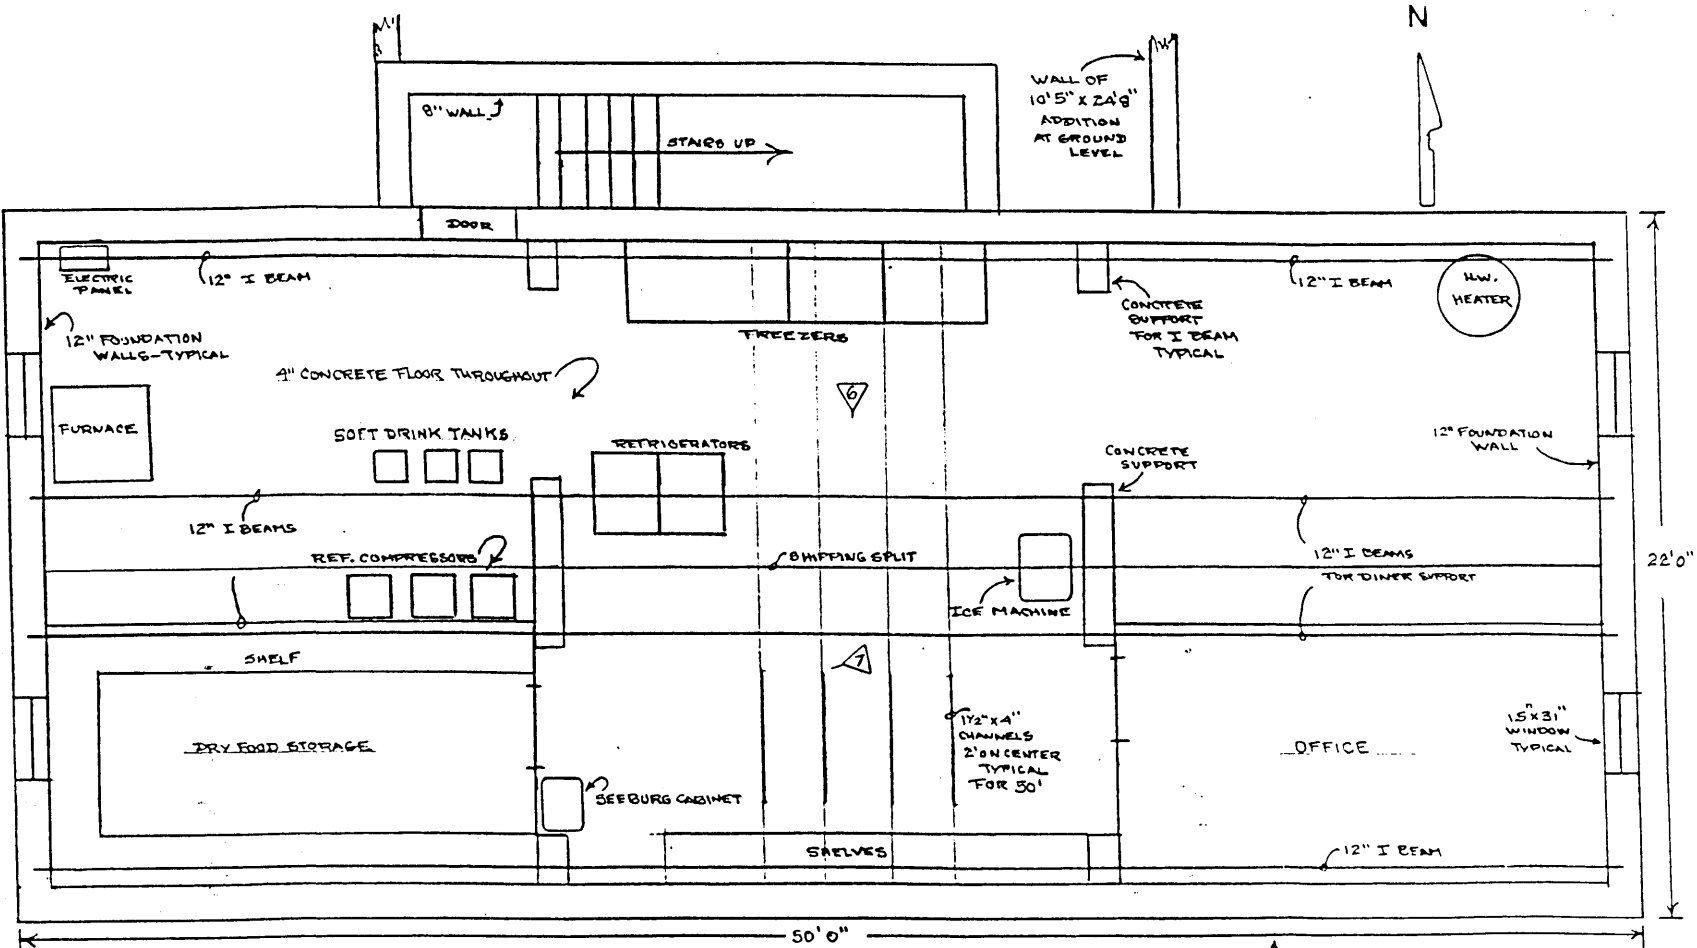 N
WALL OF
10'5" X 24'8"
ADDITION
AT GROUND
LEVEL
8" WALL
STAIRS UP
DOOR
ELECTRIC
PANEL
12" I BEAM
12" I BEAM
H.W.
HEATER
CONCRETE
SUPPORT
FOR I BEAM
TYPICAL
FREEZERS
12" FOUNDATION
WALLS-TYPICAL
4" CONCRETE FLOOR THROUGHOUT
6
FURNACE
SOFT DRINK TANKS
REFRIGERATORS
CONCRETE
SUPPORT
12" FOUNDATION
WALL
12" I BEAMS
REF. COMPRESSORS
SHIPPING SPLIT
ICE MACHINE
12" I BEAMS
FOR DINER SUPPORT
22'0"
SHELF
7
DRY FOOD STORAGE
1 1/2" X 4"
CHANNELS
2' ON CENTER
TYPICAL
FOR 50'
OFFICE
15" X 31"
WINDOW
TYPICAL
SEEBURG CABINET
SHELVES
12" I BEAM
50'0"